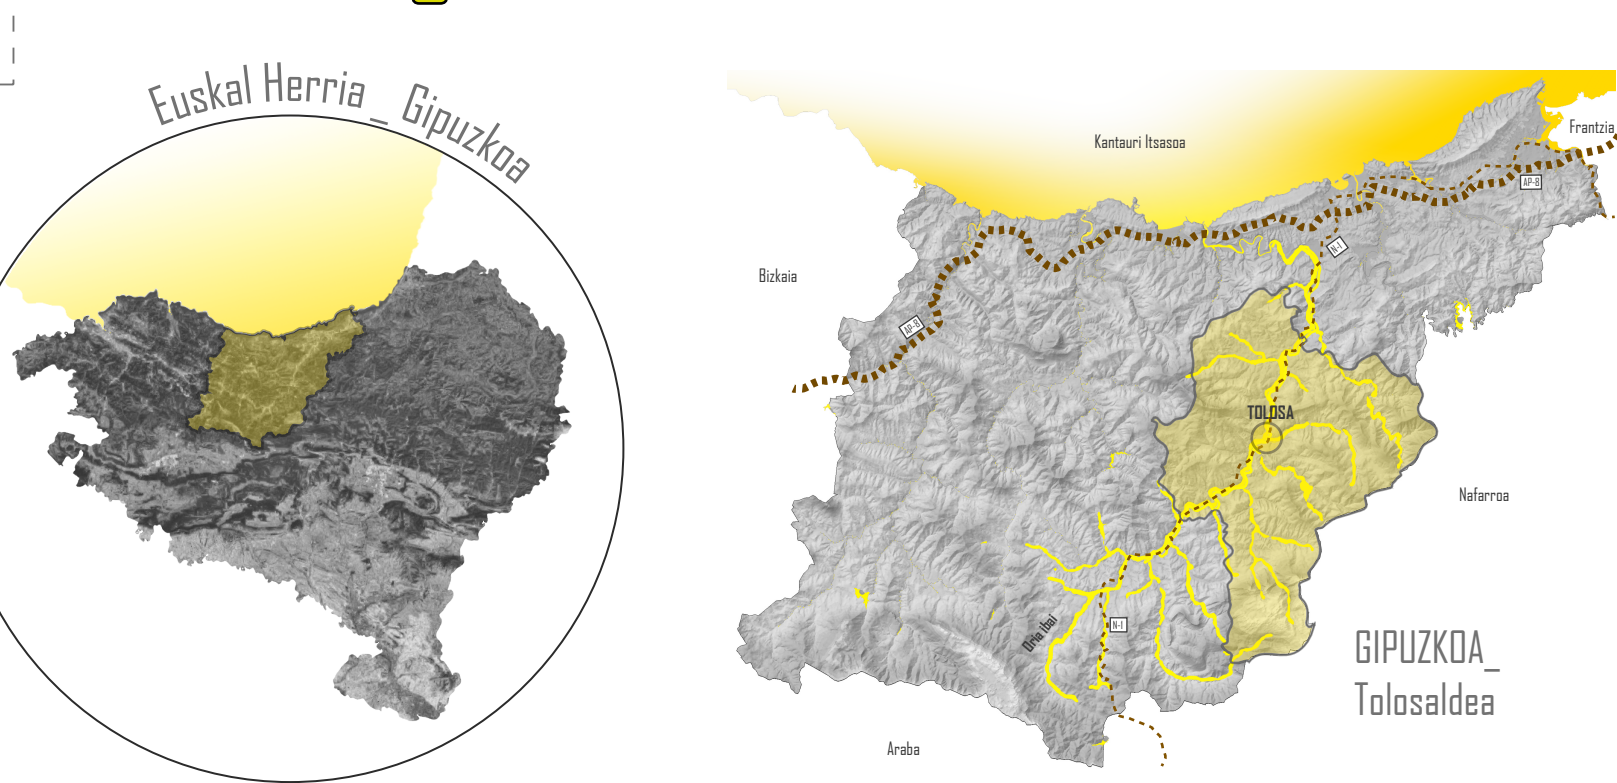 Euskal Herria _ Gipuzkoa
Kantauri Itsasoa
Frantzia
AP-8
N-I
Bizkaia
AP-8
TOLOSA
Nafarroa
Oria ibai
N-I
GIPUZKOA_
Tolosaldea
Araba